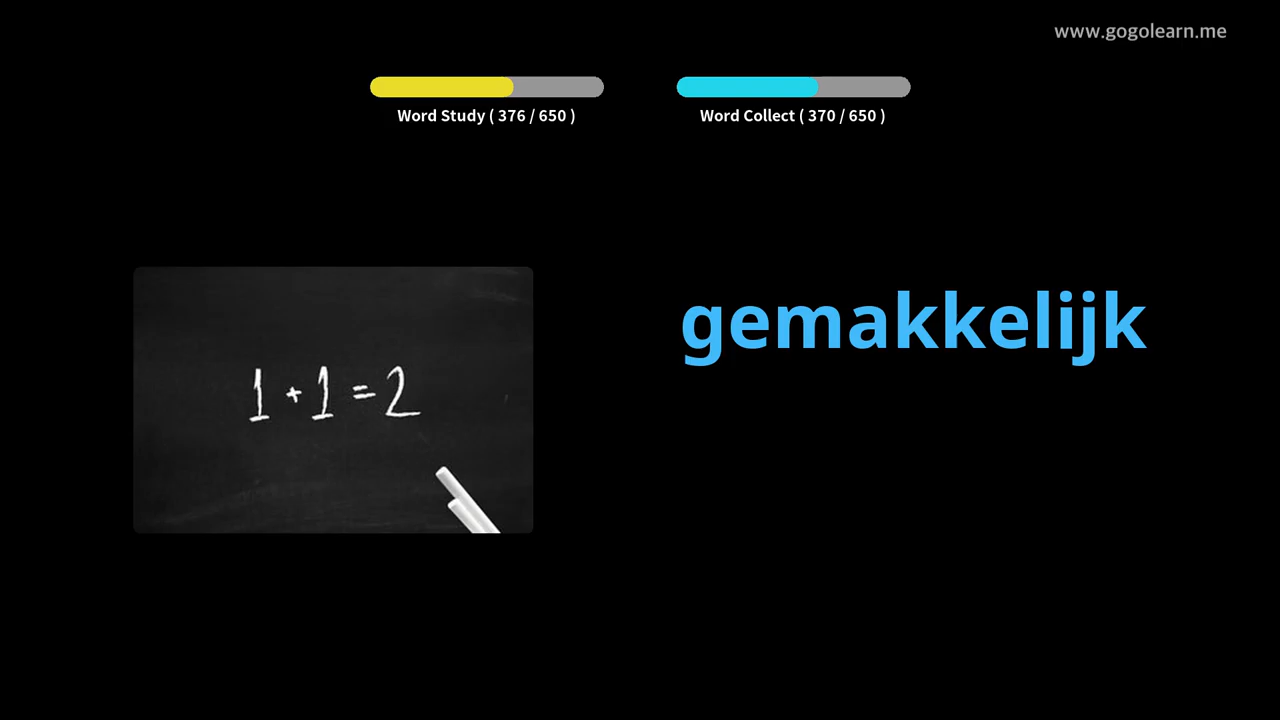 www.gogolearn.me
Word Study ( 376 / 650 )
Word Collect ( 370 / 650 )
1 + 1 = 2
gemakkelijk